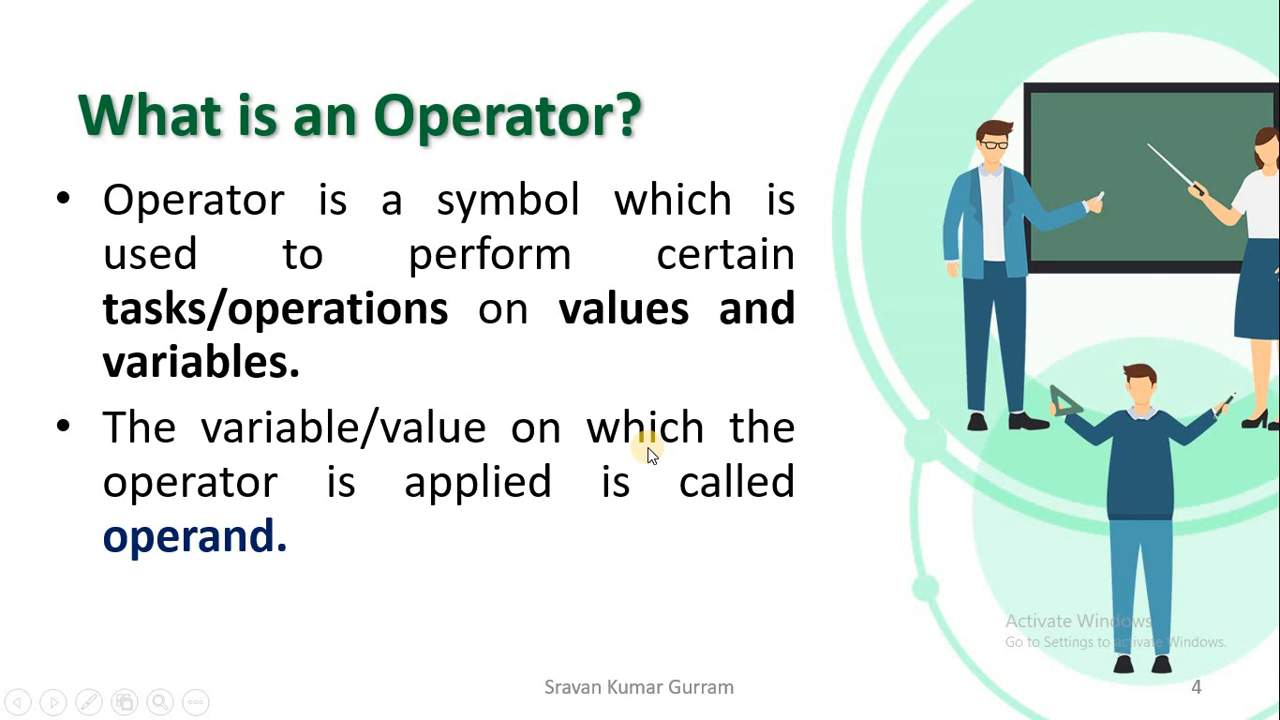 What is an Operator?
• Operator is a symbol which is
used to perform certain
tasks/operations on values and
variables.
• The variable/value on which the
operator is applied is called
operand.
Activate Windows
Go to Settings to activate Windows.
Sravan Kumar Gurram
4